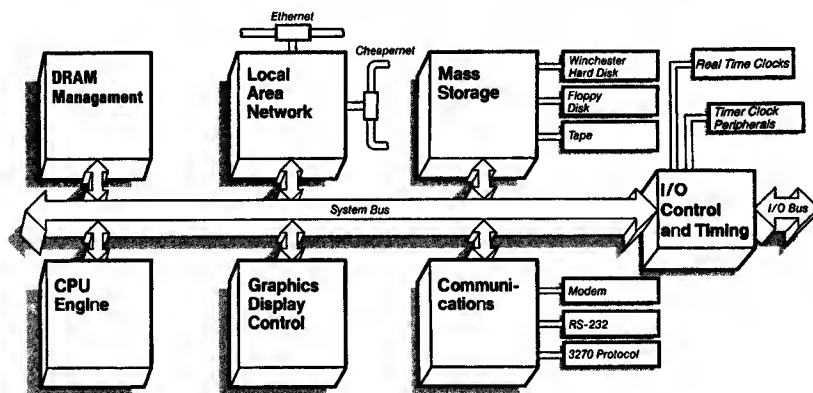 Ethernet
Cheapernet
DRAM
Managament
Local
Area
Network
Mass
Storage
Winchester
Hard Disk
Floppy
Disk
Tape
Real Time Clocks
Timer Clock
Peripherals
System Bus
I/O
Control
and Timing
I/O Bus
CPU
Engine
Graphics
Display
Control
Communi-
cations
Modem
RS-232
3270 Protocol